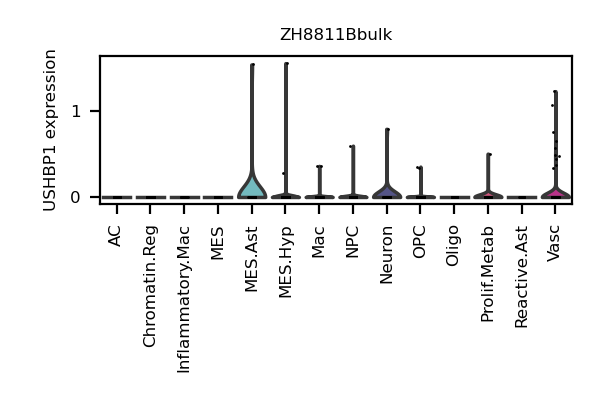 ZH8811Bbulk
USHBP1 expression
1
0
AC
Chromatin.Reg
Inflammatory.Mac
MES
MES.Ast
MES.Hyp
Mac
NPC
Neuron
OPC
Oligo
Prolif.Metab
Reactive.Ast
Vasc